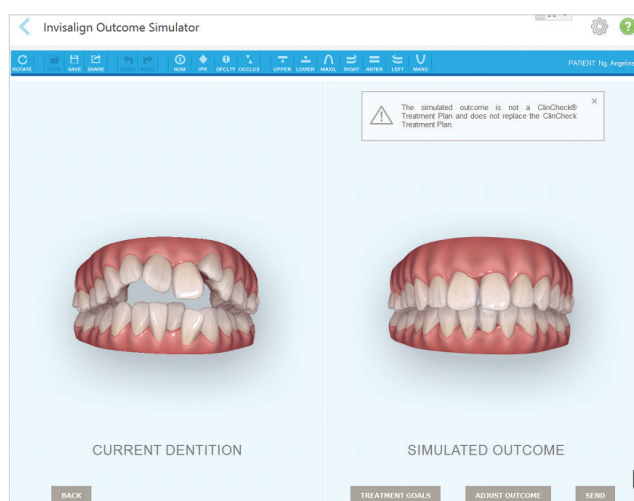 Invisalign Outcome Simulator
?
ROTATE OPEN SAVE SHARE NUM IPR DFCLTY OCCLUS UPPER LOWER MAXIL RIGHT ANTER LEFT MAND PATIENT: Ng, Angeline
The simulated outcome is not a ClinCheck®
Treatment Plan and does not replace the ClinCheck
Treatment Plan.
CURRENT DENTITION
SIMULATED OUTCOME
BACK
TREATMENT GOALS
ADJUST OUTCOME
SEND